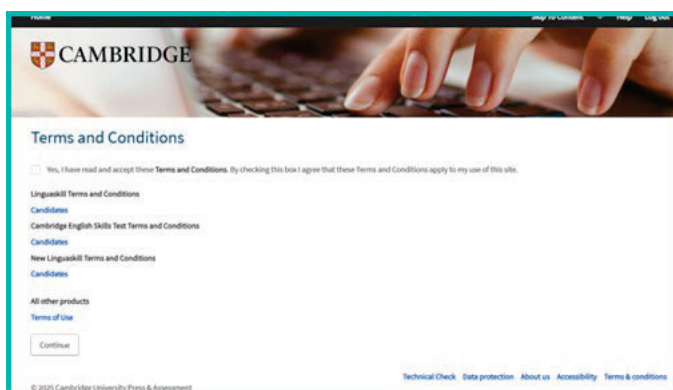 Home Skip To Content Help Log out
CAMBRIDGE
Terms and Conditions
Yes, I have read and accept these Terms and Conditions. By checking this box I agree that these Terms and Conditions apply to my use of this site.
Linguaskill Terms and Conditions
Candidates
Cambridge English Skills Test Terms and Conditions
Candidates
New Linguaskill Terms and Conditions
Candidates
All other products
Terms of Use
Continue
Technical Check Data protection About us Accessibility Terms & conditions
© 2025 Cambridge University Press & Assessment